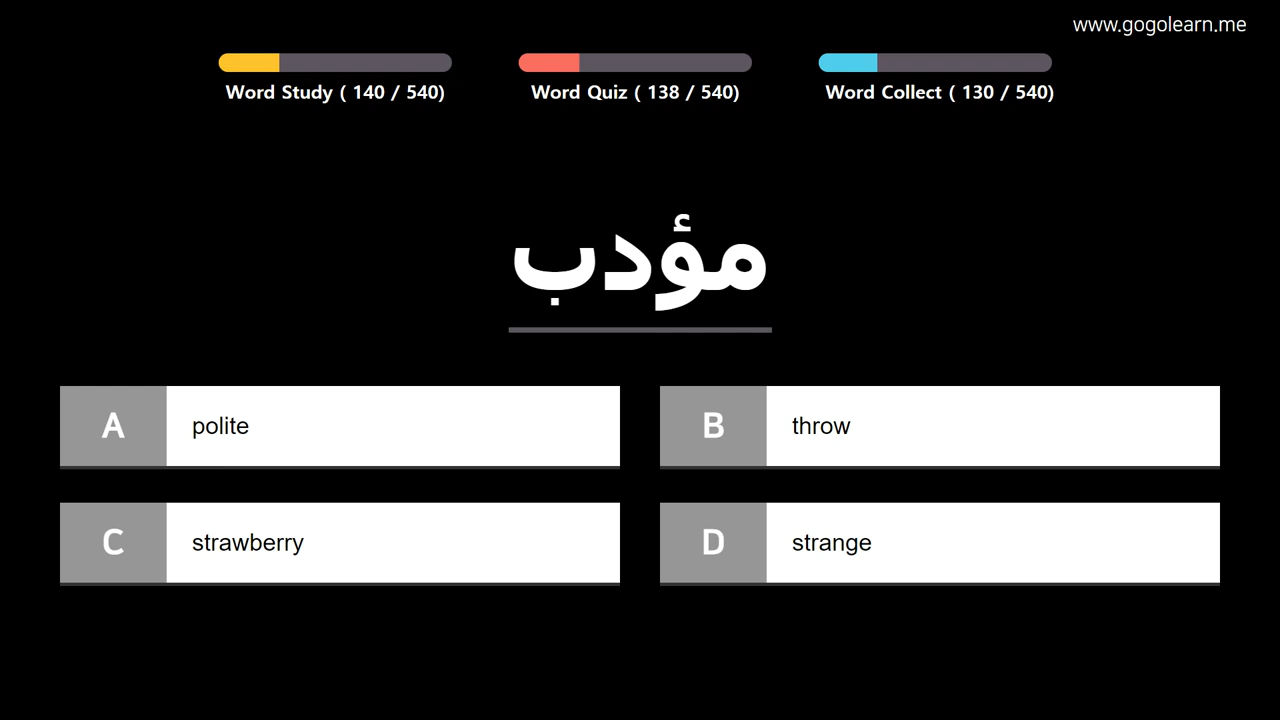 www.gogolearn.me
Word Study ( 140 / 540)
Word Quiz ( 138 / 540)
Word Collect ( 130 / 540)
مؤدب
A polite
B throw
C strawberry
D strange